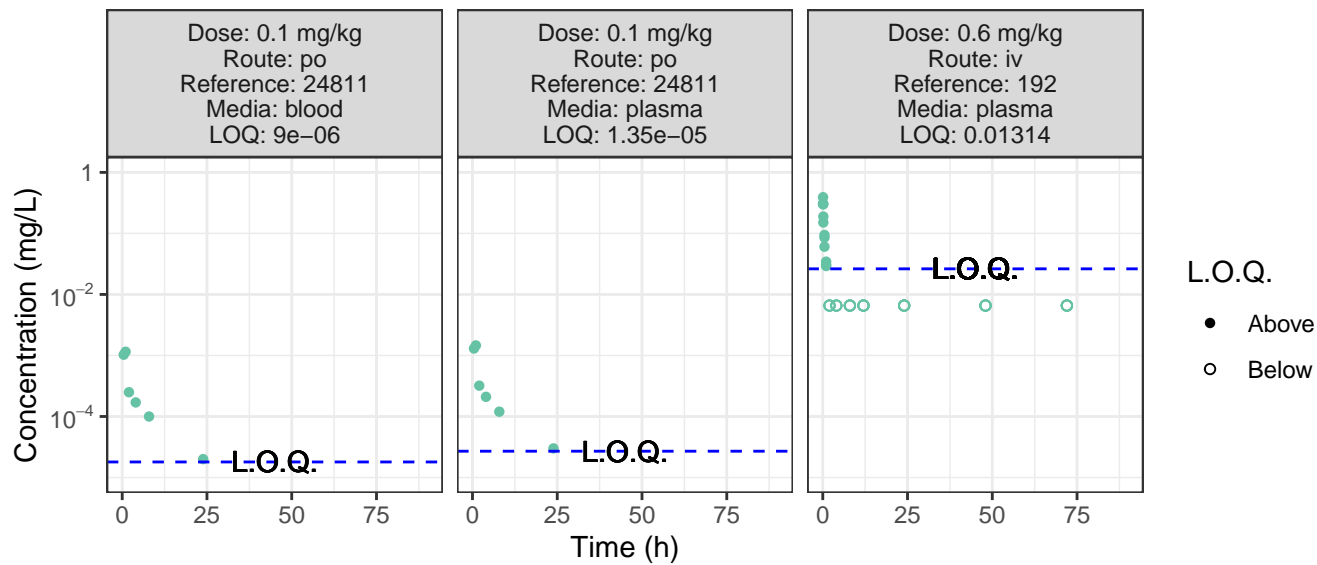 Dose: 0.1 mg/kg
Route: po
Reference: 24811
Media: blood
LOQ: 9e−06
Dose: 0.1 mg/kg
Route: po
Reference: 24811
Media: plasma
LOQ: 1.35e−05
Dose: 0.6 mg/kg
Route: iv
Reference: 192
Media: plasma
LOQ: 0.01314
Concentration (mg/L)
1
10−2
10−4
L.O.Q.
L.O.Q.
L.O.Q.
0 25 50 75
0 25 50 75
0 25 50 75
Time (h)
L.O.Q.
Above
Below